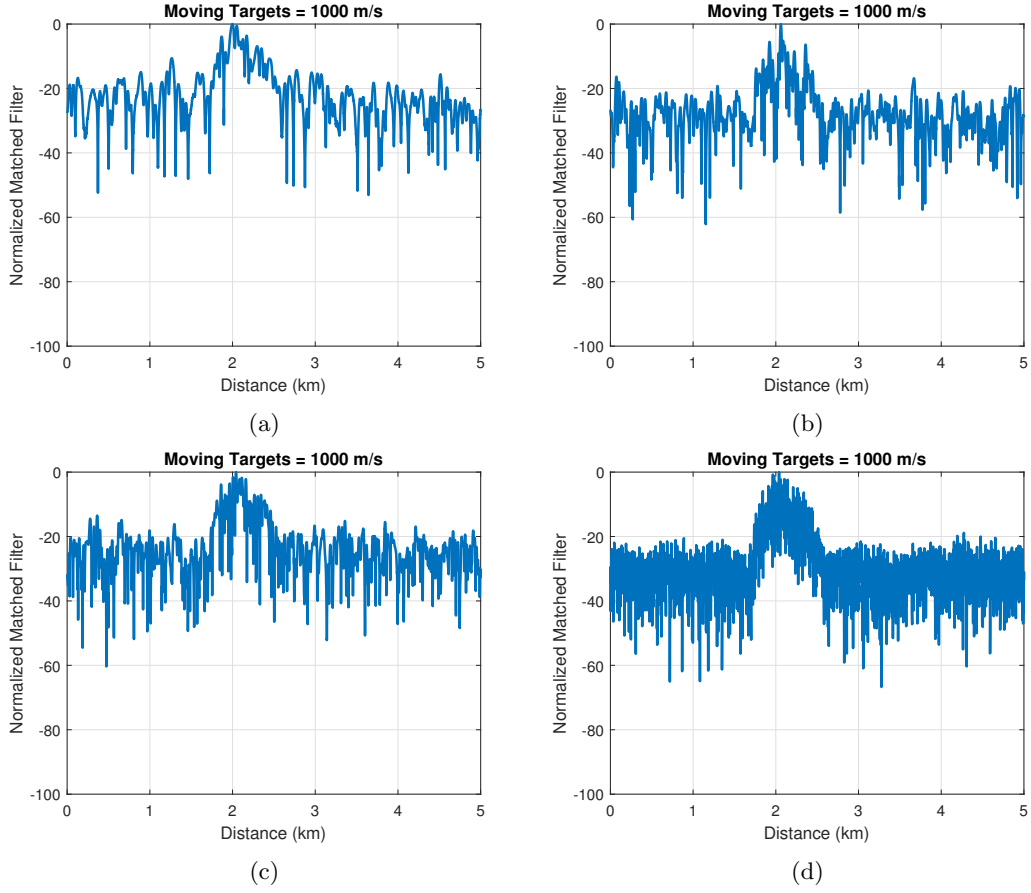 Moving Targets = 1000 m/s
Normalized Matched Filter
0
-20
-40
-60
-80
-100
0 1 2 3 4 5
Distance (km)
(a)
Moving Targets = 1000 m/s
Normalized Matched Filter
0
-20
-40
-60
-80
-100
0 1 2 3 4 5
Distance (km)
(b)
Moving Targets = 1000 m/s
Normalized Matched Filter
0
-20
-40
-60
-80
-100
0 1 2 3 4 5
Distance (km)
(c)
Moving Targets = 1000 m/s
Normalized Matched Filter
0
-20
-40
-60
-80
-100
0 1 2 3 4 5
Distance (km)
(d)